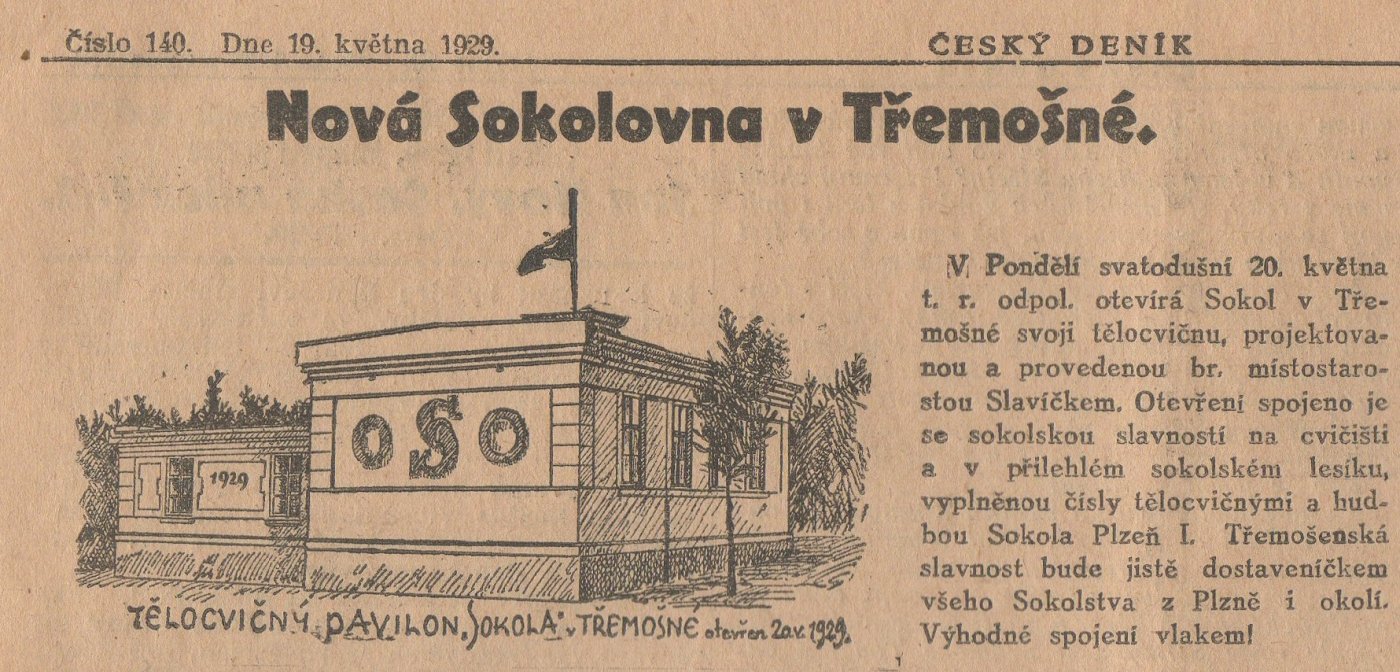 Číslo 140. Dne 19. května 1929.
ČESKÝ DENÍK
Nová Sokolovna v Třemošné.
OSO
1929
TĚLOCVIČNÝ PAVILON „SOKOLA“ v TŘEMOŠNÉ otevřen 20.V. 1929.
V Pondělí svatodušní 20. května
t. r. odpol. otevírá Sokol v Tře-
mošné svoji tělocvičnu, projektova-
nou a provedenou br. místostaro-
stou Slavíčkem. Otevření spojeno je
se sokolskou slavností na cvičišti
a v přilehlém sokolském lesíku,
vyplněnou čísly tělocvičnými a hud-
bou Sokola Plzeň I. Třemošenská
slavnost bude jistě dostaveníčkem
všeho Sokolstva z Plzně i okolí.
Výhodné spojení vlakem!